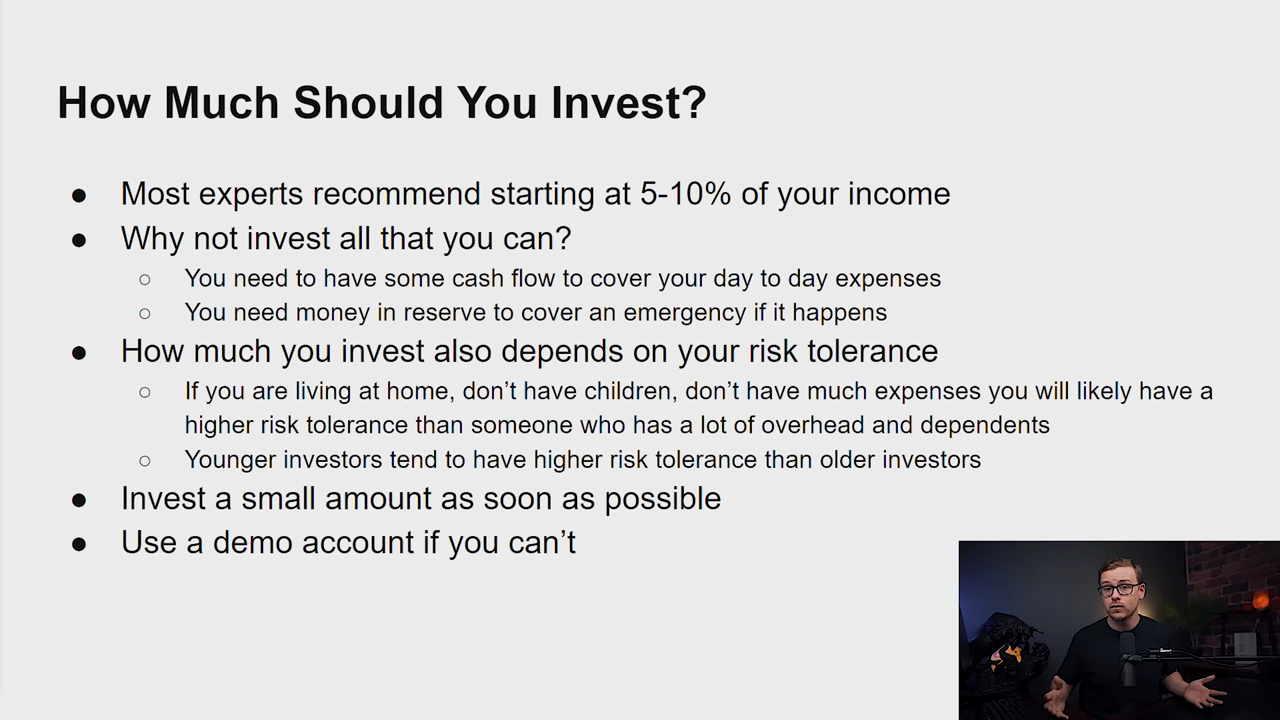 How Much Should You Invest?
● Most experts recommend starting at 5-10% of your income
● Why not invest all that you can?
○ You need to have some cash flow to cover your day to day expenses
○ You need money in reserve to cover an emergency if it happens
● How much you invest also depends on your risk tolerance
○ If you are living at home, don’t have children, don’t have much expenses you will likely have a
higher risk tolerance than someone who has a lot of overhead and dependents
○ Younger investors tend to have higher risk tolerance than older investors
● Invest a small amount as soon as possible
● Use a demo account if you can’t